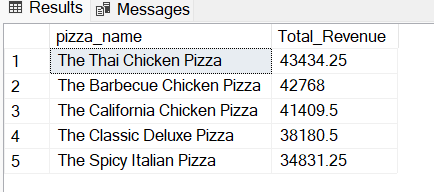 Results Messages
pizza_name Total_Revenue
1 The Thai Chicken Pizza 43434.25
2 The Barbecue Chicken Pizza 42768
3 The California Chicken Pizza 41409.5
4 The Classic Deluxe Pizza 38180.5
5 The Spicy Italian Pizza 34831.25